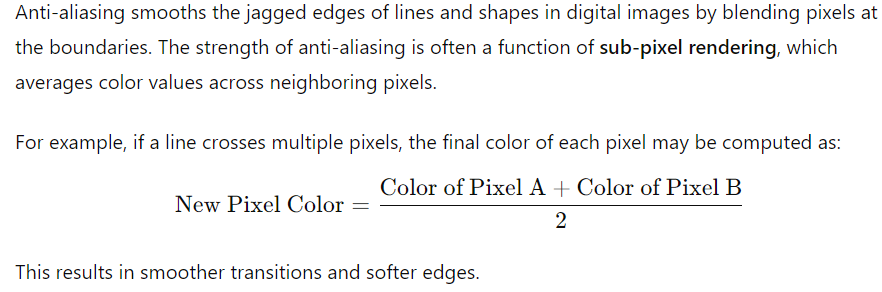 Anti-aliasing smooths the jagged edges of lines and shapes in digital images by blending pixels at
the boundaries. The strength of anti-aliasing is often a function of sub-pixel rendering, which
averages color values across neighboring pixels.
For example, if a line crosses multiple pixels, the final color of each pixel may be computed as:
New Pixel Color = \frac{Color of Pixel A + Color of Pixel B}{2}
This results in smoother transitions and softer edges.